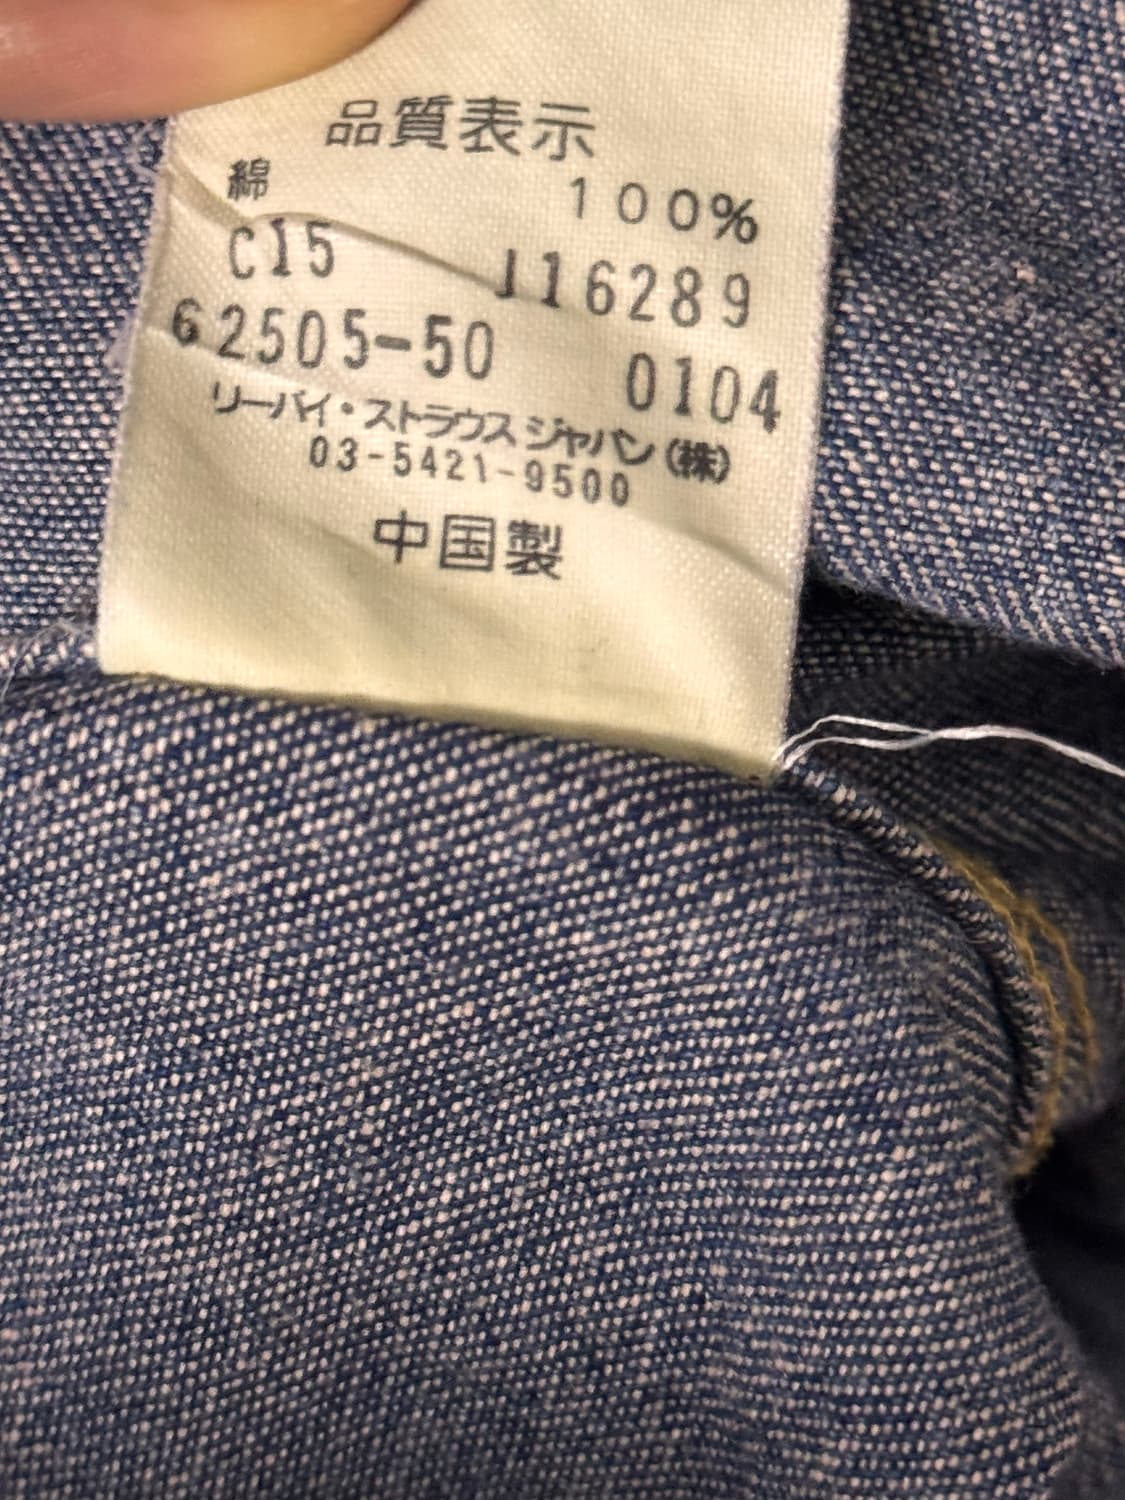 品質表示
綿 100%
C15 J16289
62505-50 0104
リーバイ・ストラウス ジャパン(株)
03-5421-9500
中国製